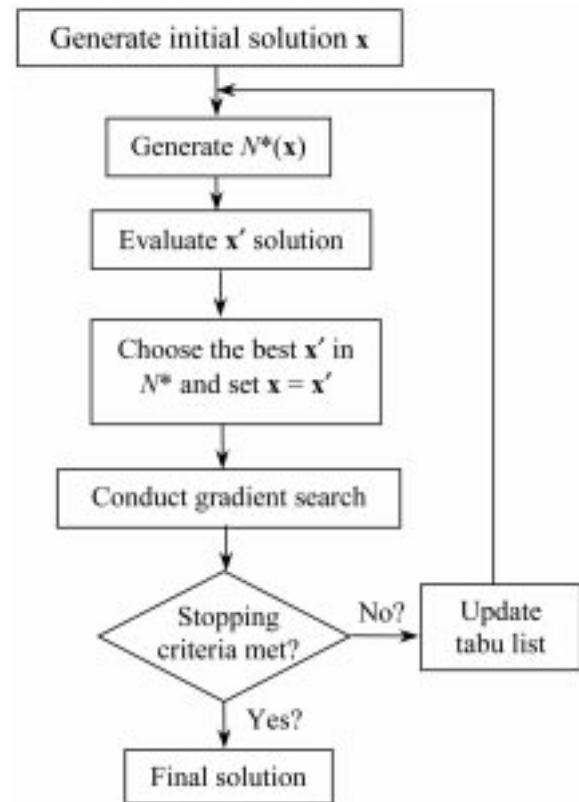 Generate initial solution x
Generate N*(x)
Evaluate x′ solution
Choose the best x′ in
N* and set x = x′
Conduct gradient search
Stopping
criteria met?
No?
Update
tabu list
Yes?
Final solution